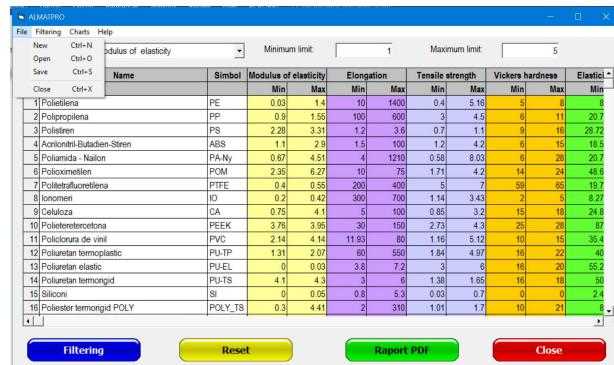 ALMATPRO
File Filtering Charts Help
New Ctrl+N
Open Ctrl+O
Save Ctrl+S
Close Ctrl+X
odulus of elasticity Minimum limit: 1 Maximum limit: 5
Name Simbol Modulus of elasticity Elongation Tensile strength Vickers hardness Elastici
Min Max Min Max Min Max Min Max Min
1 Polietilena PE 0.03 1.4 10 1400 0.4 5.16 5 8 8
2 Polipropilena PP 0.9 1.55 100 600 3 4.5 6 11 20.7
3 Polistiren PS 2.28 3.31 1.2 3.6 0.7 1.1 9 16 28.72
4 Acrilonitril-Butadien-Stiren ABS 1.1 2.9 1.5 100 1.2 4.2 6 15 18.5
5 Poliamida - Nailon PA-Ny 0.67 4.51 4 1210 0.58 8.03 6 28 20.7
6 Polioximetilen POM 2.35 6.27 10 75 1.71 4.2 14 24 48.6
7 Politetrafluoretilena PTFE 0.4 0.55 200 400 5 7 59 65 19.7
8 Ionomeri IO 0.2 0.42 300 700 1.14 3.43 2 5 8.27
9 Celuloza CA 0.75 4.1 5 100 0.85 3.2 15 18 24.8
10 Polieteretercetona PEEK 3.76 3.95 30 150 2.73 4.3 25 28 87
11 Policlorura de vinil PVC 2.14 4.14 11.93 80 1.16 5.12 10 15 35.4
12 Poliuretan termoplastic PU-TP 1.31 2.07 60 550 1.84 4.97 16 22 40
13 Poliuretan elastic PU-EL 0 0.03 3.8 7.2 3 6 16 20 55.2
14 Poliuretan termorigid PU-TS 4.1 4.3 3 6 1.38 1.65 16 18 50
15 Siliconi SI 0 0.05 0.8 5.3 0.03 0.7 0 0 2.4
16 Poliester termorigid POLY POLY_TS 0.3 4.41 2 310 1.01 1.7 10 21 8
Filtering Reset Raport PDF Close